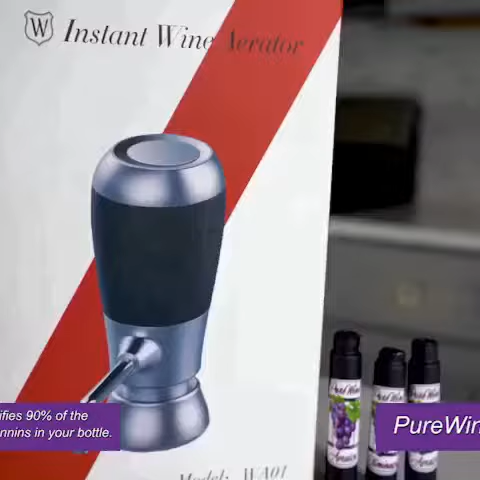 W
Instant Wine Aerator
Model: WA01
ifies 90% of the
nnins in your bottle.
PureWin